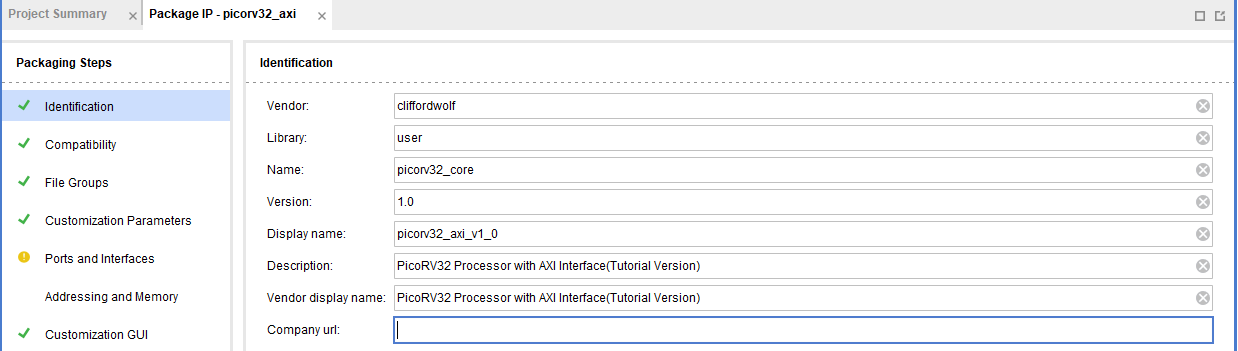 Project Summary
Package IP - picorv32_axi
Packaging Steps
Identification
Compatibility
File Groups
Customization Parameters
Ports and Interfaces
Addressing and Memory
Customization GUI
Identification
Vendor: cliffordwolf
Library: user
Name: picorv32_core
Version: 1.0
Display name: picorv32_axi_v1_0
Description: PicoRV32 Processor with AXI Interface(Tutorial Version)
Vendor display name: PicoRV32 Processor with AXI Interface(Tutorial Version)
Company url: